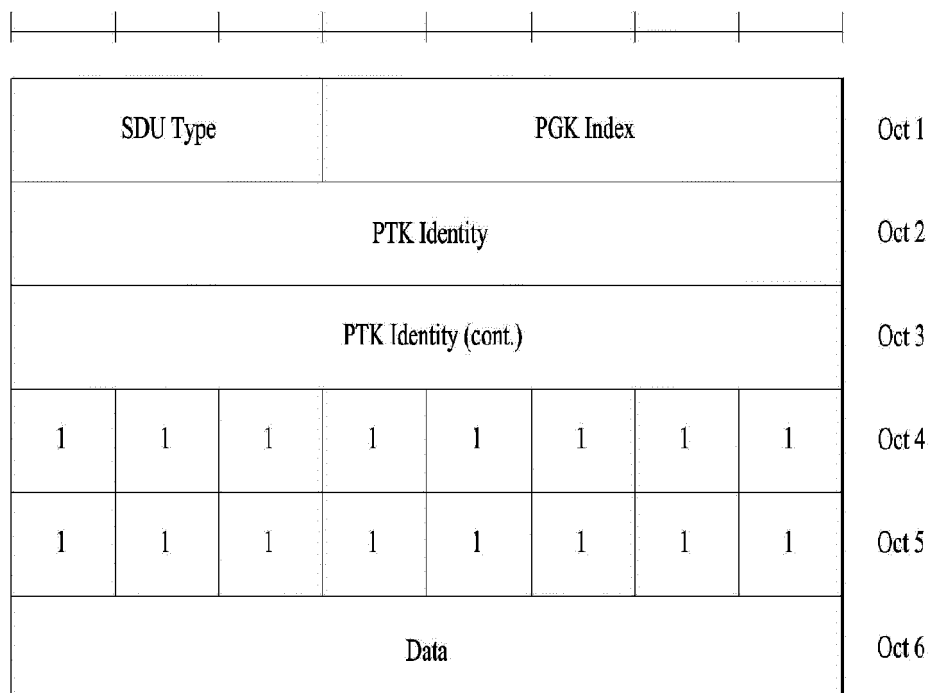 SDU Type PGK Index Oct 1
PTK Identity Oct 2
PTK Identity (cont.) Oct 3
1 1 1 1 1 1 1 1 Oct 4
1 1 1 1 1 1 1 1 Oct 5
Data Oct 6